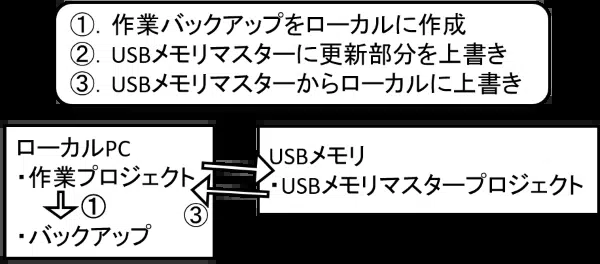 ①. 作業バックアップをローカルに作成
②. USBメモリマスターに更新部分を上書き
③. USBメモリマスターからローカルに上書き
ローカルPC
・作業プロジェクト
①
・バックアップ
③
USBメモリ
・USBメモリマスタープロジェクト